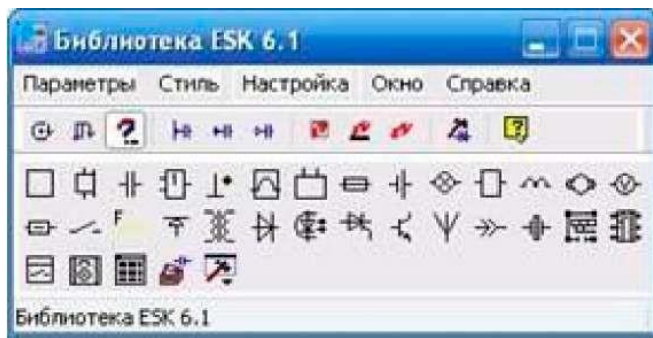 Библиотека ESK 6.1
Параметры Стиль Настройка Окно Справка
Библиотека ESK 6.1